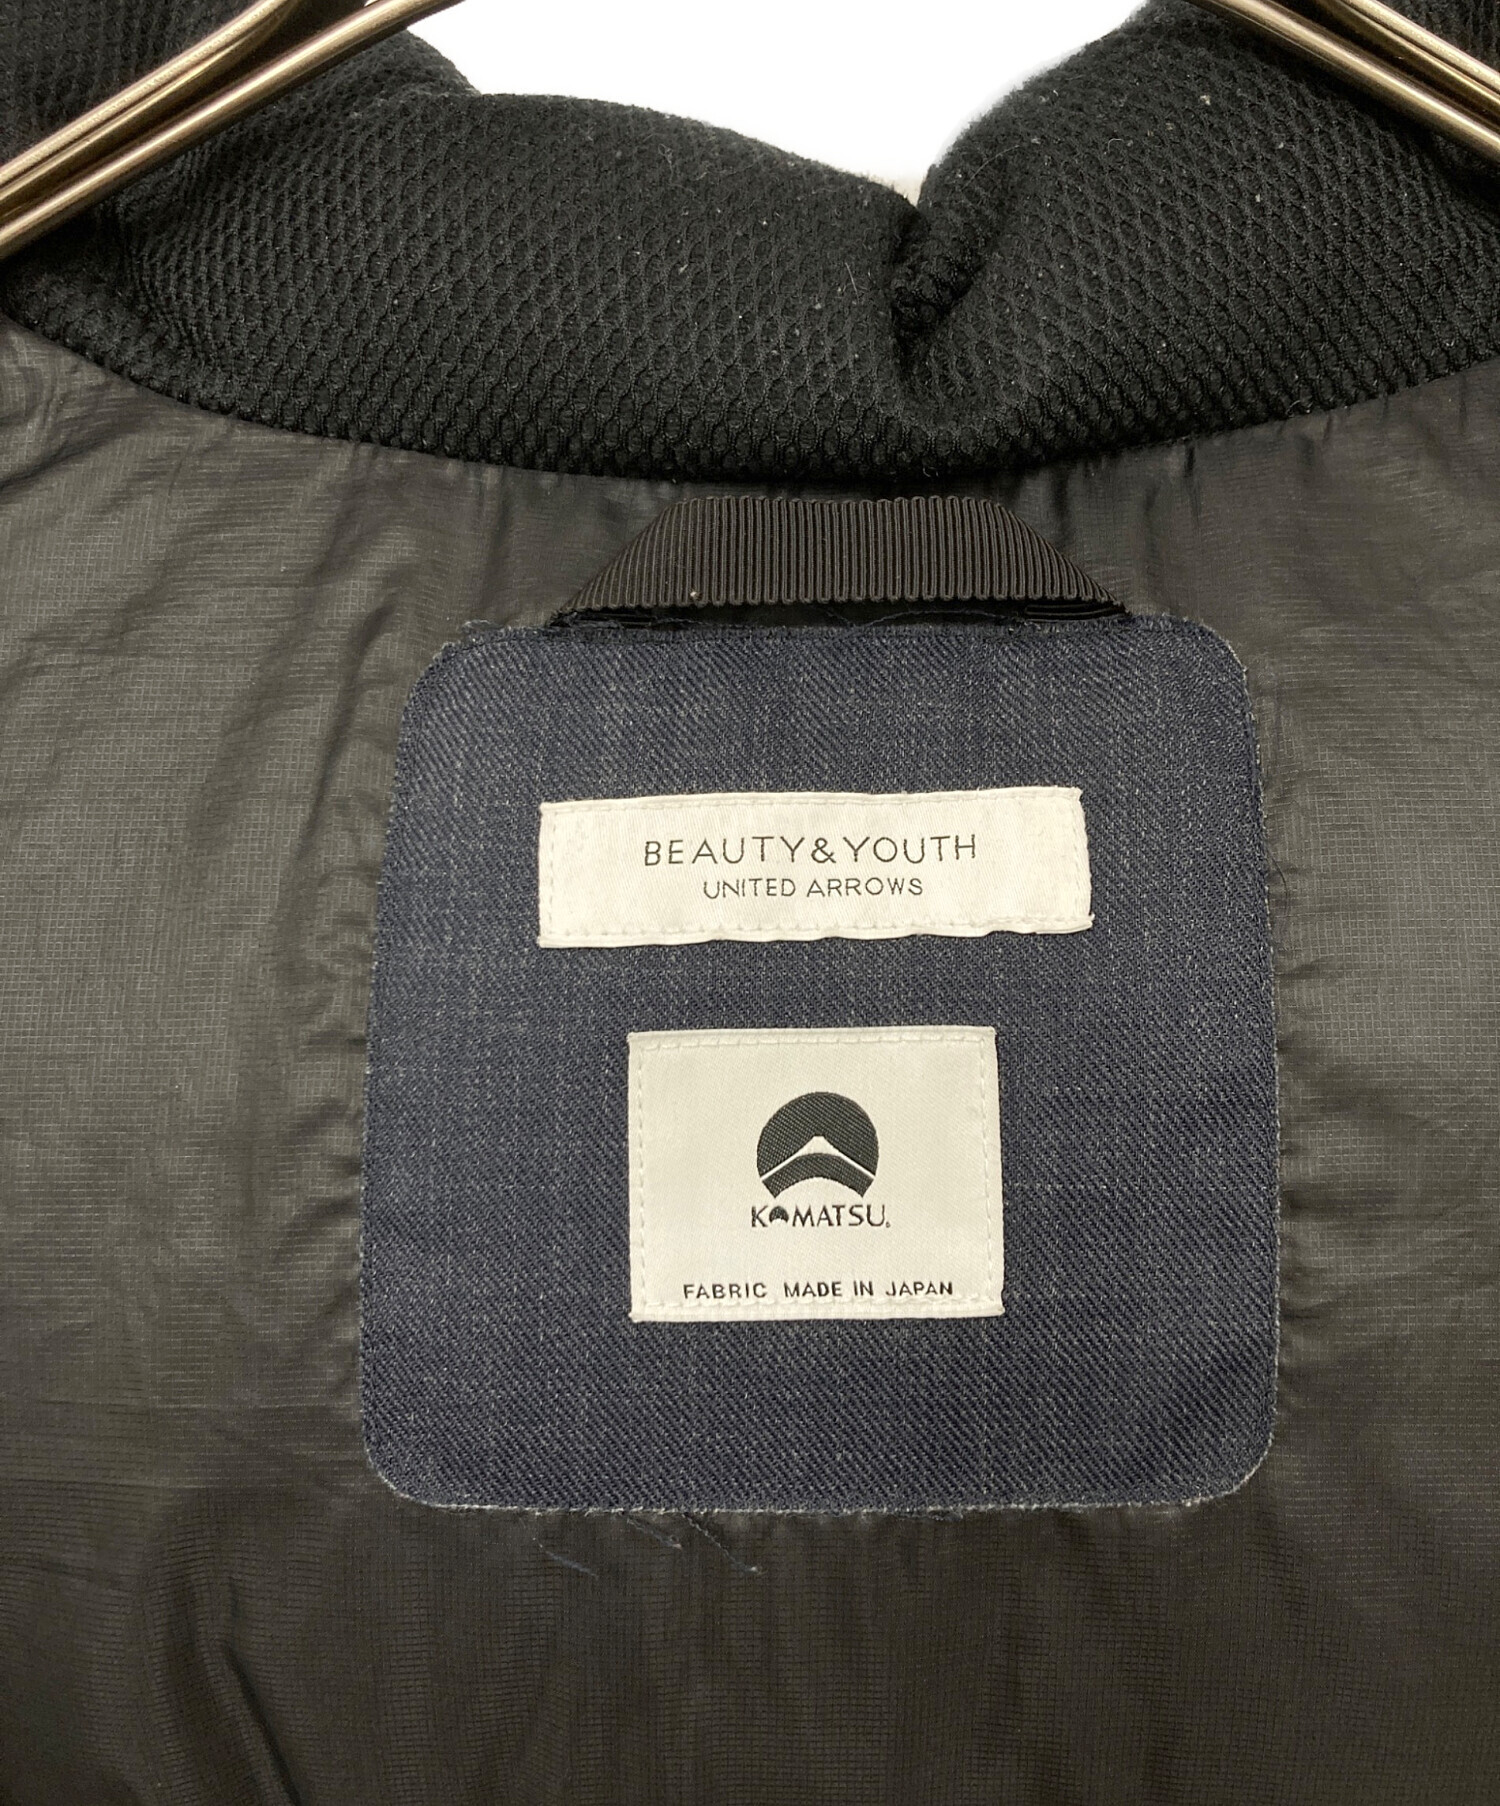 BEAUTY&YOUTH
UNITED ARROWS
KOMATSU
FABRIC MADE IN JAPAN